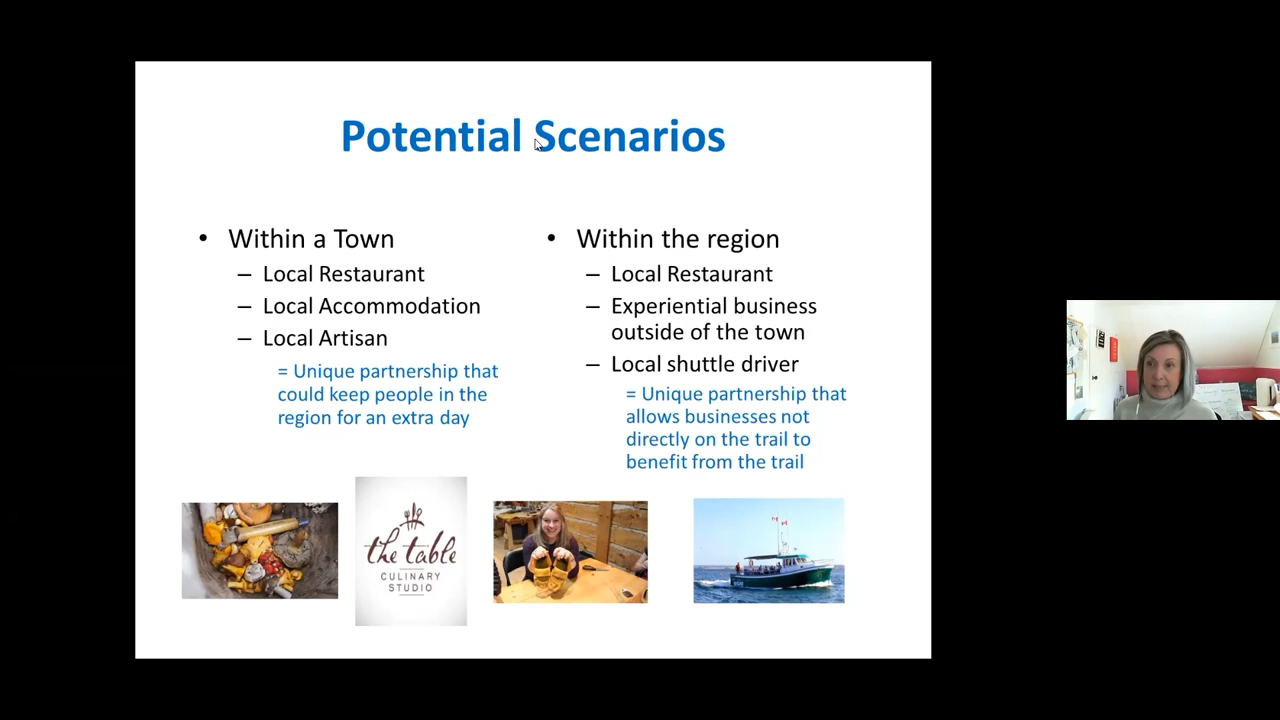 Potential Scenarios
• Within a Town
– Local Restaurant
– Local Accommodation
– Local Artisan
= Unique partnership that
could keep people in the
region for an extra day
• Within the region
– Local Restaurant
– Experiential business
outside of the town
– Local shuttle driver
= Unique partnership that
allows businesses not
directly on the trail to
benefit from the trail
the table
CULINARY
STUDIO